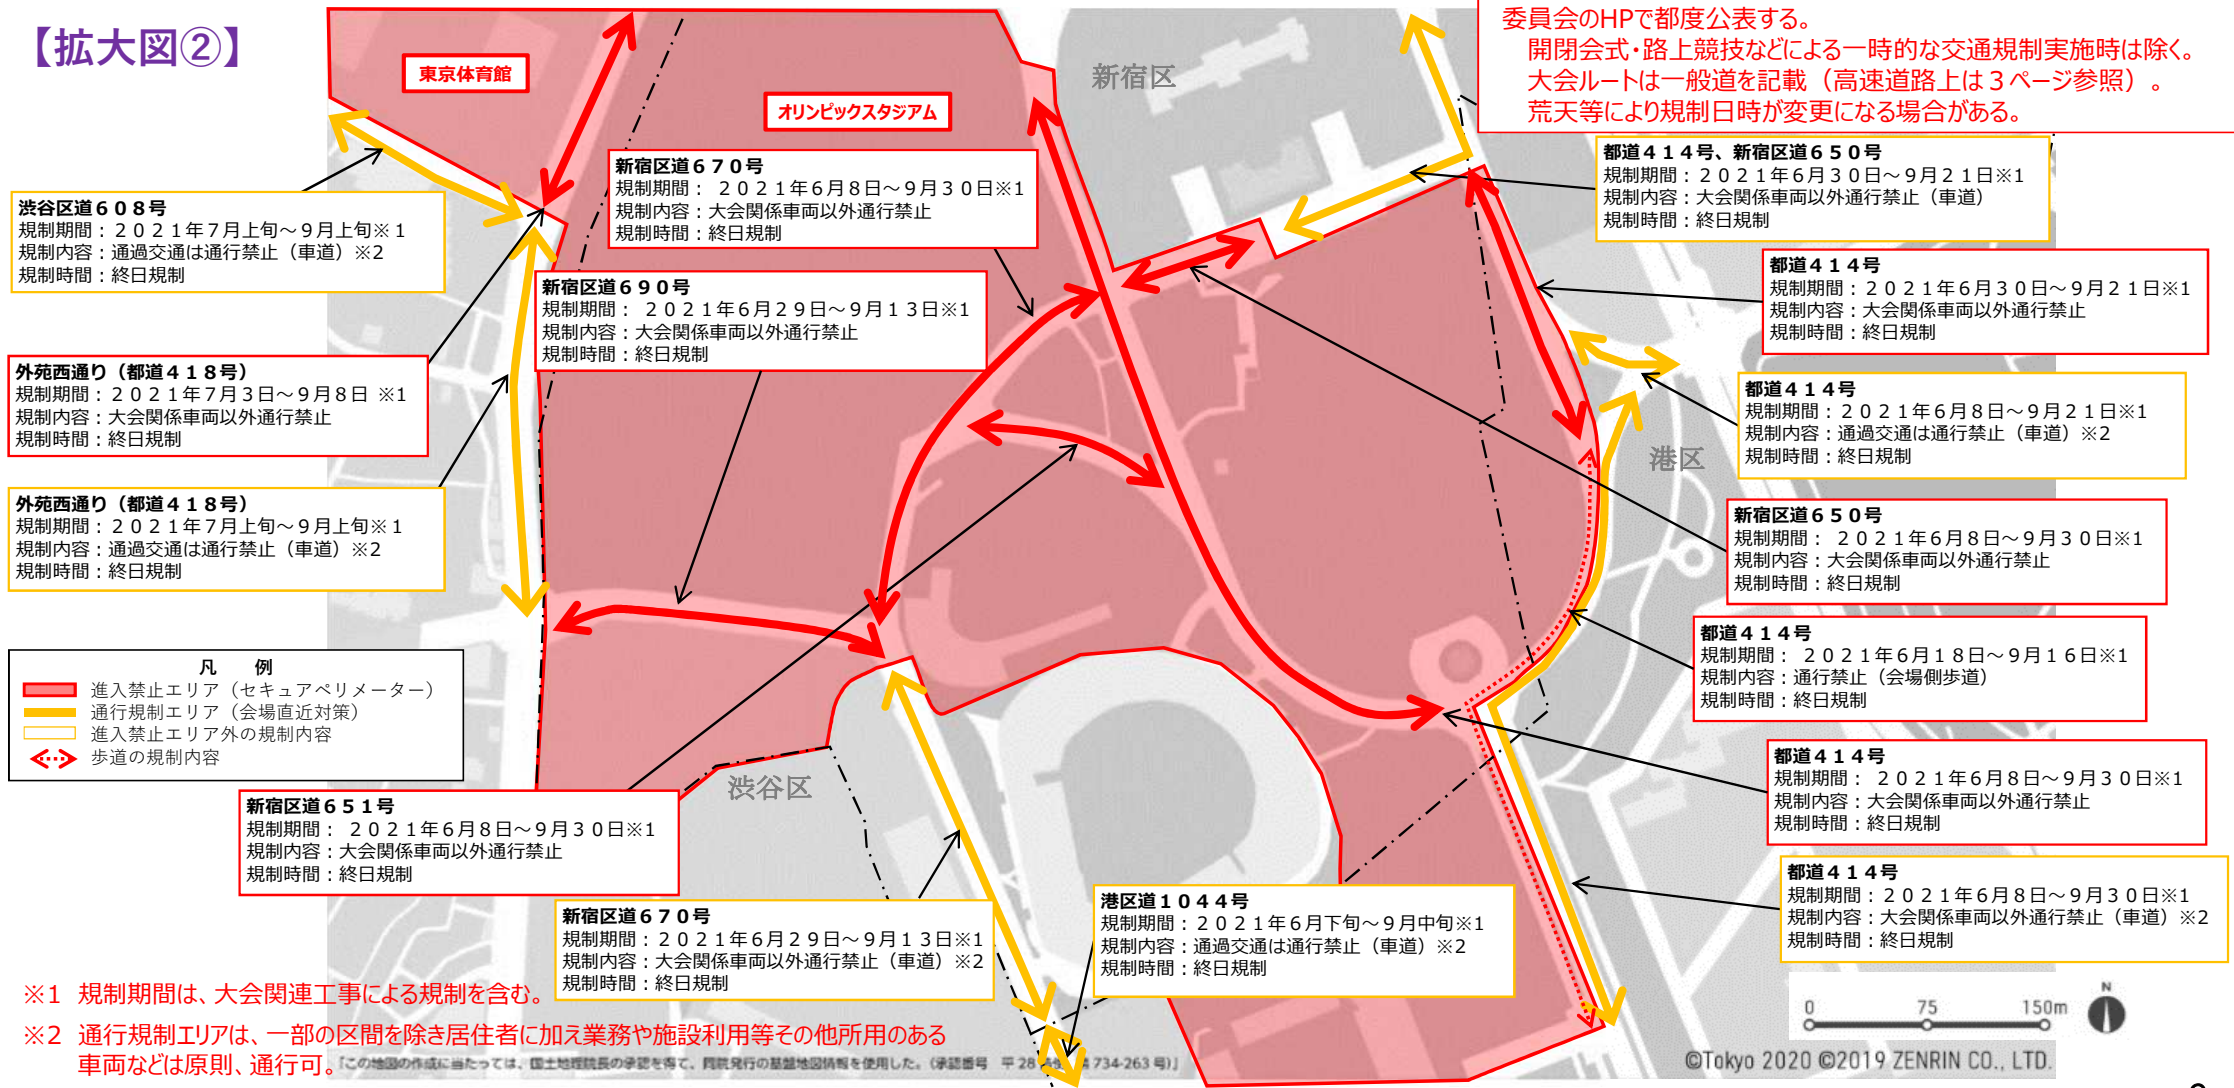 【拡大図②】
委員会のHPで都度公表する。
開閉会式・路上競技などによる一時的な交通規制実施時は除く。
大会ルートは一般道を記載（高速道路上は３ページ参照）。
荒天等により規制日時が変更になる場合がある。
東京体育館
オリンピックスタジアム
新宿区
港区
渋谷区
渋谷区道６０８号
規制期間：２０２１年７月上旬～９月上旬※１
規制内容：通過交通は通行禁止（車道）※2
規制時間：終日規制
外苑西通り（都道４１８号）
規制期間：２０２１年７月３日～９月８日 ※1
規制内容：大会関係車両以外通行禁止
規制時間：終日規制
外苑西通り（都道４１８号）
規制期間：２０２１年７月上旬～９月上旬※１
規制内容：通過交通は通行禁止（車道）※2
規制時間：終日規制
新宿区道６７０号
規制期間： ２０２１年６月８日～９月３０日※1
規制内容：大会関係車両以外通行禁止
規制時間：終日規制
新宿区道６９０号
規制期間： ２０２１年６月２９日～９月１３日※1
規制内容：大会関係車両以外通行禁止
規制時間：終日規制
都道４１４号、新宿区道６５０号
規制期間：２０２１年６月３０日～９月２１日※1
規制内容：大会関係車両以外通行禁止（車道）
規制時間：終日規制
都道４１４号
規制期間：２０２１年６月３０日～９月２１日※1
規制内容：大会関係車両以外通行禁止
規制時間：終日規制
都道４１４号
規制期間：２０２１年６月８日～９月２１日※1
規制内容：通過交通は通行禁止（車道）※2
規制時間：終日規制
新宿区道６５０号
規制期間： ２０２１年６月８日～９月３０日※1
規制内容：大会関係車両以外通行禁止
規制時間：終日規制
都道４１４号
規制期間： ２０２１年６月１８日～９月１６日※1
規制内容：通行禁止（会場側歩道）
規制時間：終日規制
都道４１４号
規制期間： ２０２１年６月８日～９月３０日※1
規制内容：大会関係車両以外通行禁止
規制時間：終日規制
都道４１４号
規制期間：２０２１年６月８日～９月３０日※1
規制内容：大会関係車両以外通行禁止（車道）※2
規制時間：終日規制
凡 例
進入禁止エリア（セキュアペリメーター）
通行規制エリア（会場直近対策）
進入禁止エリア外の規制内容
歩道の規制内容
新宿区道６５１号
規制期間： ２０２１年６月８日～９月３０日※1
規制内容：大会関係車両以外通行禁止
規制時間：終日規制
新宿区道６７０号
規制期間：２０２１年６月２９日～９月１３日※1
規制内容：大会関係車両以外通行禁止（車道）※2
規制時間：終日規制
港区道１０４４号
規制期間：２０２１年６月下旬～９月中旬※1
規制内容：通過交通は通行禁止（車道）※2
規制時間：終日規制
※1 規制期間は、大会関連工事による規制を含む。
※2 通行規制エリアは、一部の区間を除き居住者に加え業務や施設利用等その他所用のある
車両などは原則、通行可。
「この地図の作成に当たっては、国土地理院長の承認を得て、同院発行の基盤地図情報を使用した。（承認番号 平 28 734-263 号）」
0 75 150m
N
©Tokyo 2020 ©2019 ZENRIN CO., LTD.